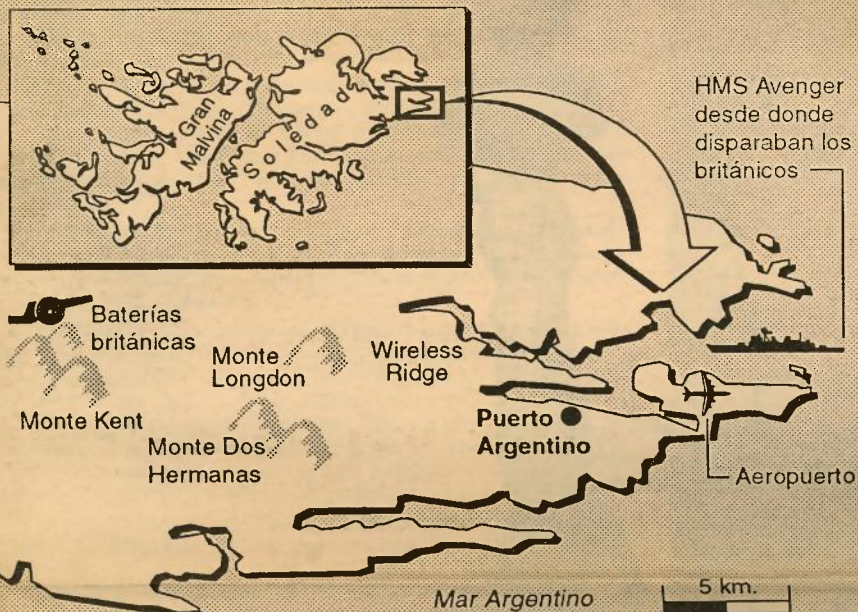 Gran
Malvina
Soledad
HMS Avenger
desde donde
disparaban los
británicos
Baterías
británicas
Monte Kent
Monte
Longdon
Monte Dos
Hermanas
Wireless
Ridge
Puerto
Argentino
Aeropuerto
Mar Argentino
5 km.